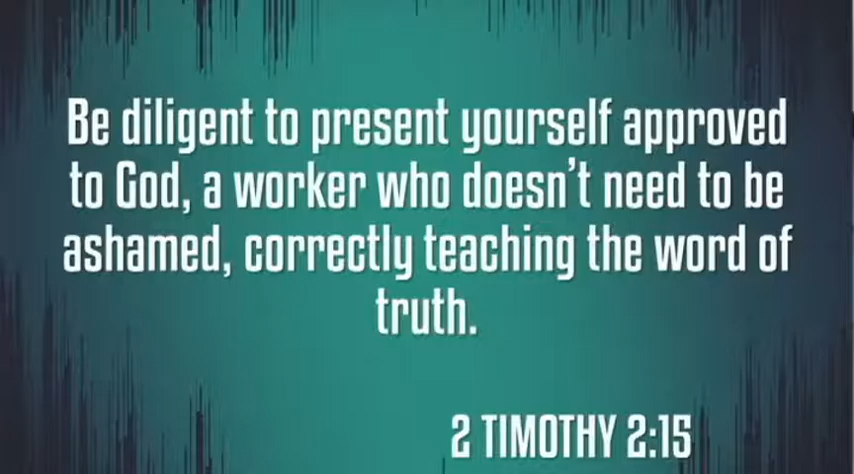 Be diligent to present yourself approved
to God, a worker who doesn't need to be
ashamed, correctly teaching the word of
truth.
2 TIMOTHY 2:15